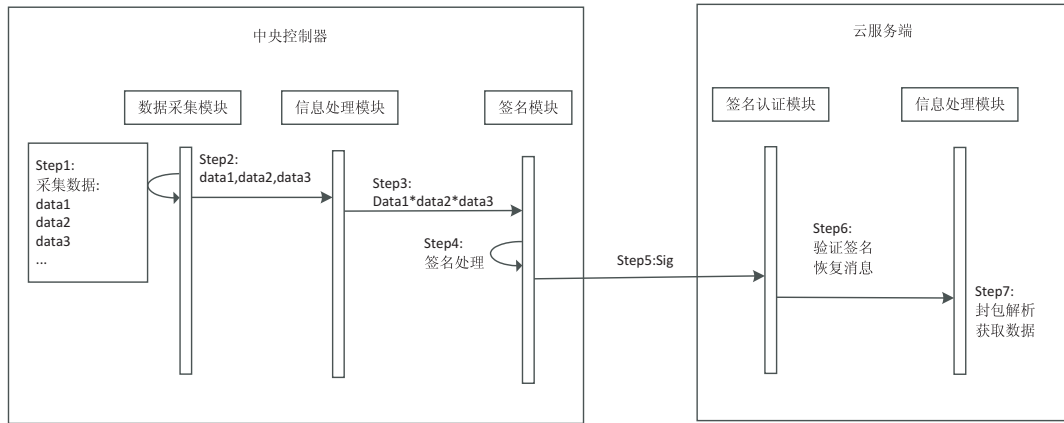 中央控制器
云服务端
数据采集模块
信息处理模块
签名模块
签名认证模块
信息处理模块
Step1:
采集数据:
data1
data2
data3
...
Step2:
data1,data2,data3
Step3:
Data1*data2*data3
Step4:
签名处理
Step5:Sig
Step6:
验证签名
恢复消息
Step7:
封包解析
获取数据